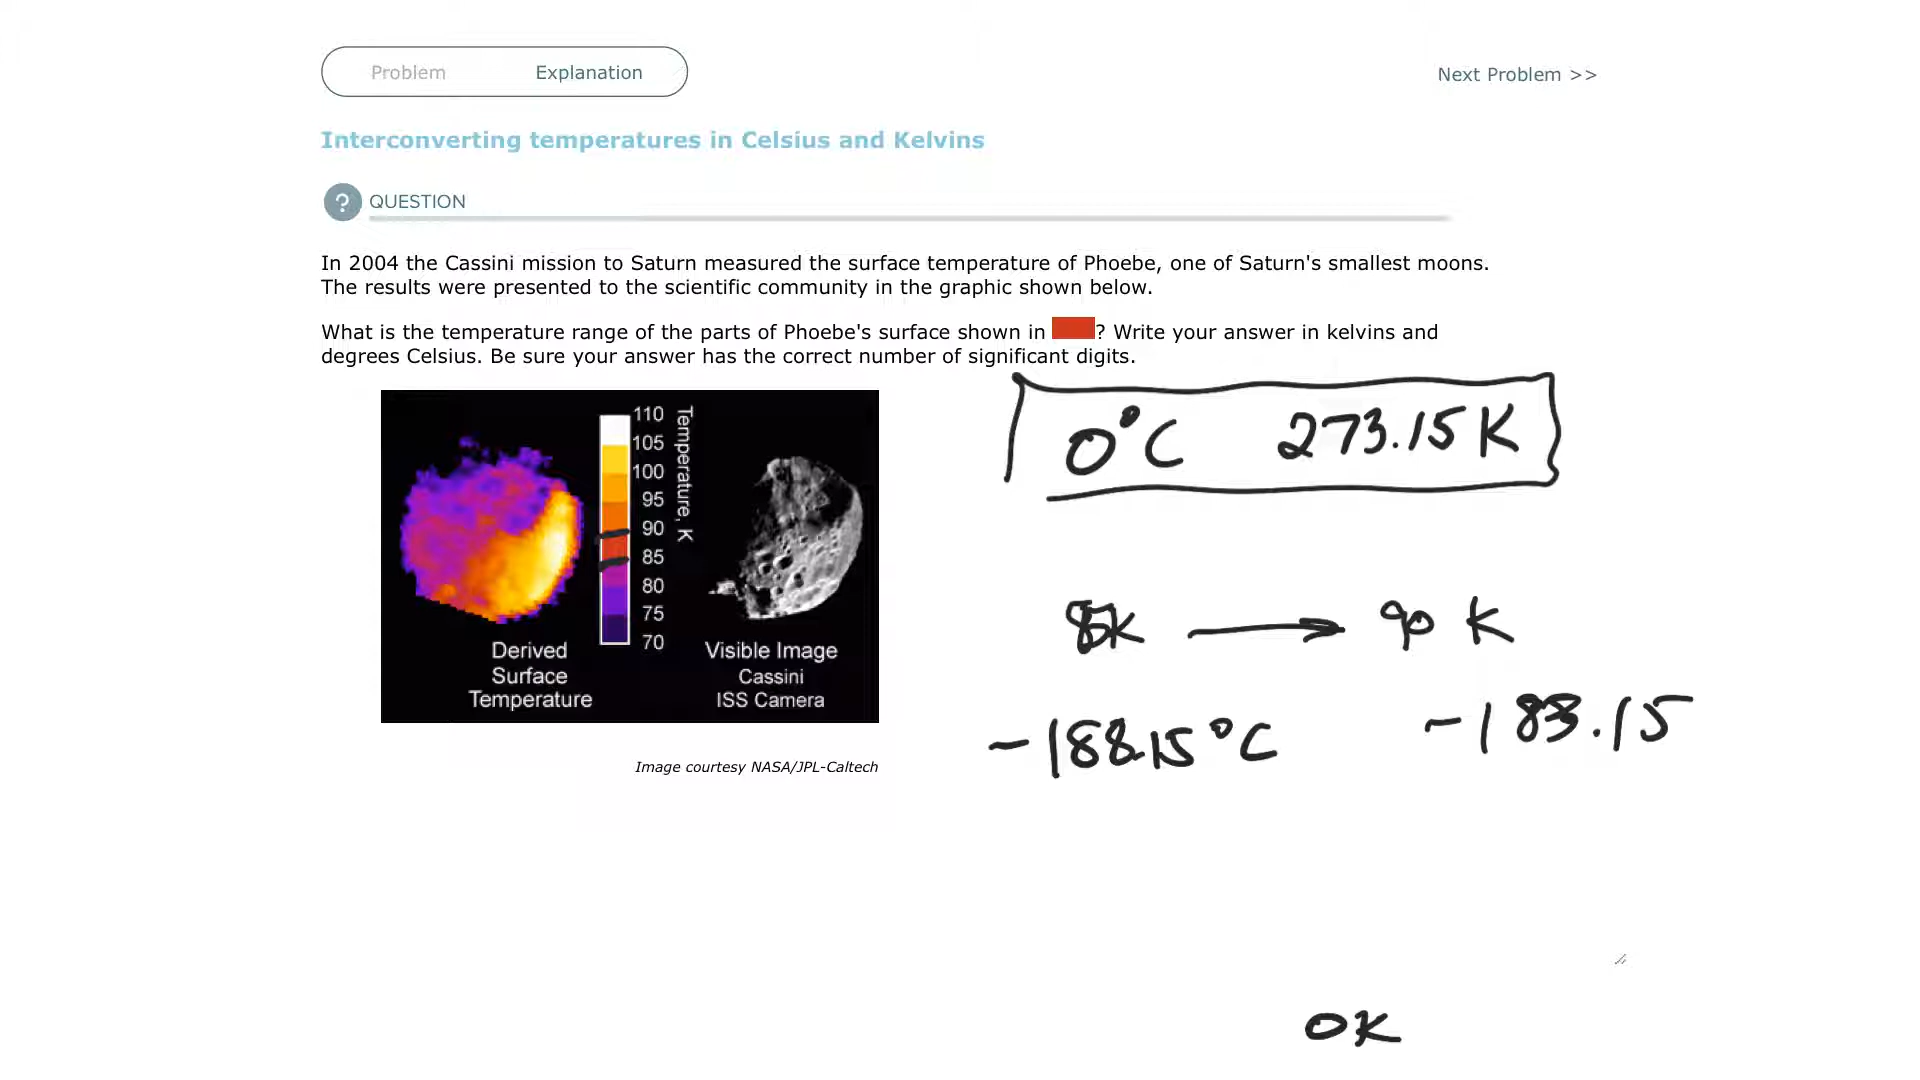 Problem Explanation Next Problem >>
Interconverting temperatures in Celsius and Kelvins
? QUESTION
In 2004 the Cassini mission to Saturn measured the surface temperature of Phoebe, one of Saturn's smallest moons.
The results were presented to the scientific community in the graphic shown below.
What is the temperature range of the parts of Phoebe's surface shown in ? Write your answer in kelvins and
degrees Celsius. Be sure your answer has the correct number of significant digits.
110
105
100
95
90
85
80
75
70
Temperature, K
Derived
Surface
Temperature
Visible Image
Cassini
ISS Camera
Image courtesy NASA/JPL-Caltech
0°C 273.15 K
85K → 90 K
-188.15°C -183.15
OK